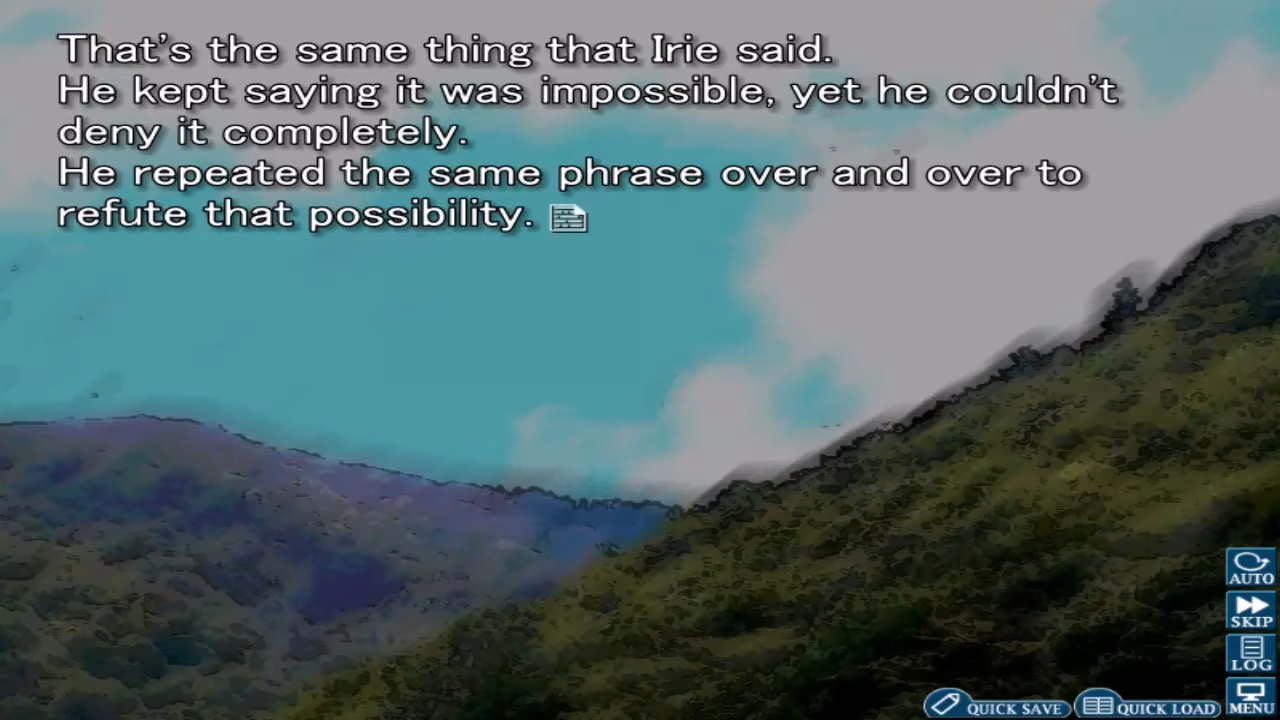 That's the same thing that Irie said.
He kept saying it was impossible, yet he couldn't
deny it completely.
He repeated the same phrase over and over to
refute that possibility.
AUTO
SKIP
LOG
MENU
QUICK SAVE
QUICK LOAD